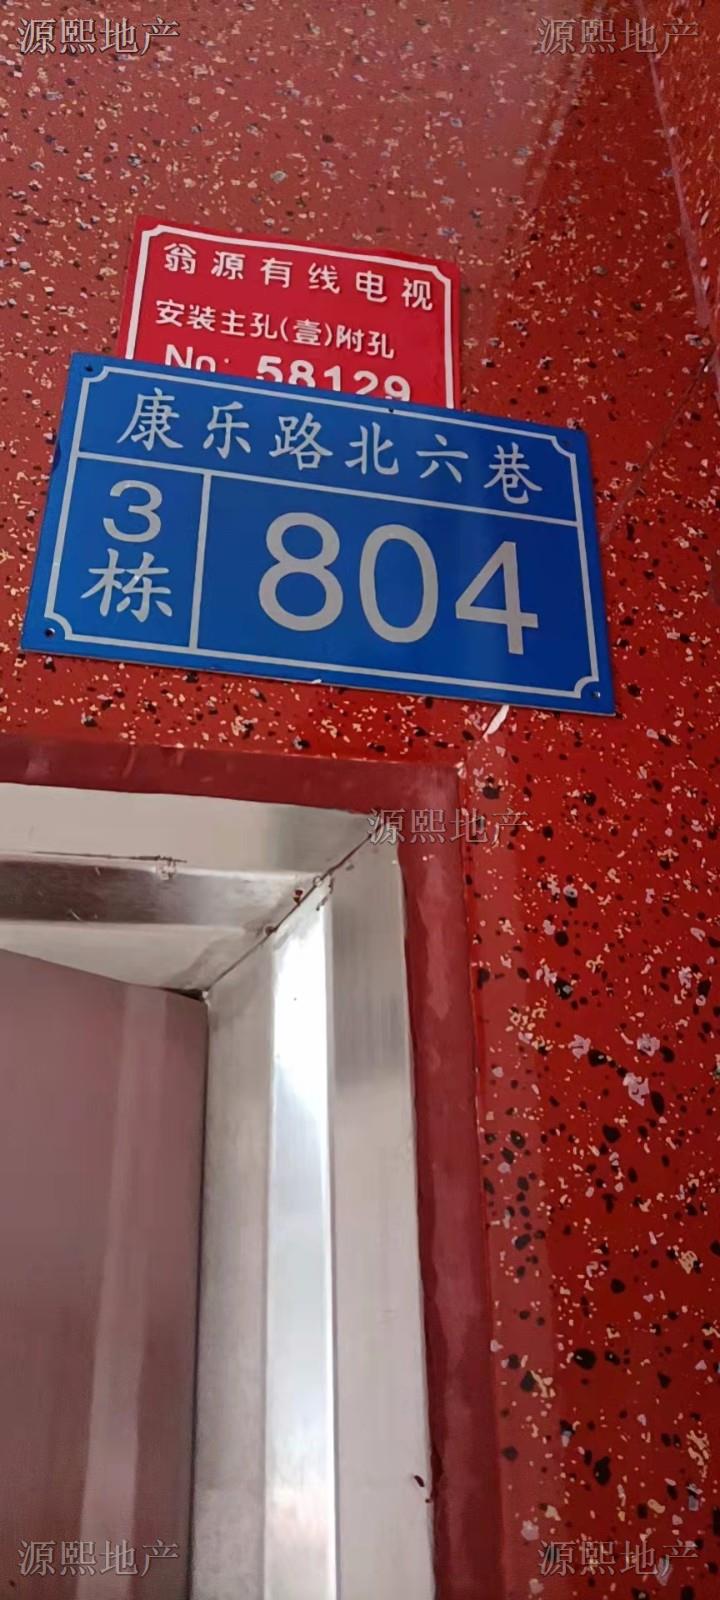 源熙地产 源熙地产
翁源有线电视
安装主孔(壹)附孔
No: 58129
康乐路北六巷
3栋 804
源熙地产
源熙地产 源熙地产